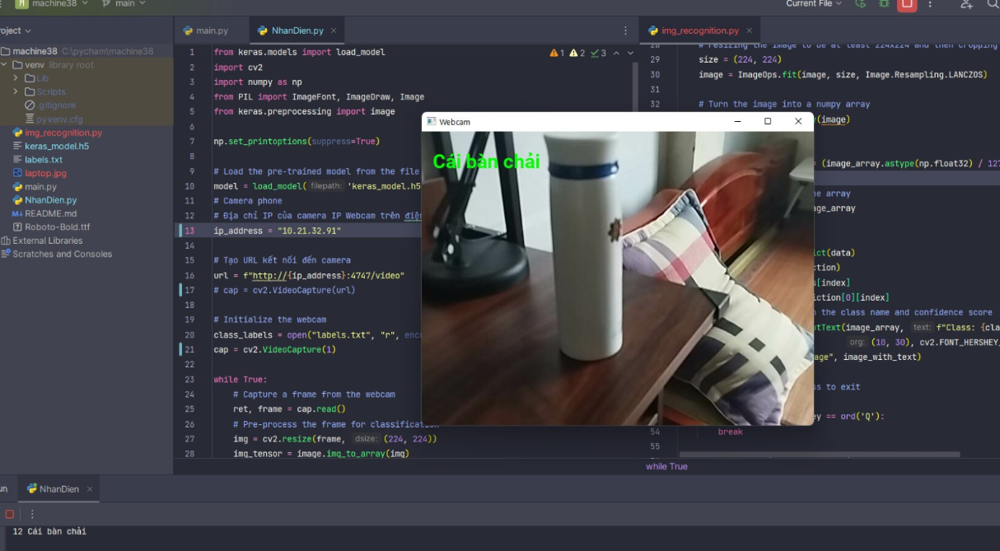 machine38
main
Current File
roject
main.py
NhanDien.py
img_recognition.py
machine38 C:\pycham\machine38
venv library root
Lib
Scripts
.gitignore
pyvenv.cfg
img_recognition.py
keras_model.h5
labels.txt
laptop.jpg
main.py
NhanDien.py
README.md
Roboto-Bold.ttf
External Libraries
Scratches and Consoles
1 from keras.models import load_model
2 import cv2
3 import numpy as np
4 from PIL import ImageFont, ImageDraw, Image
5 from keras.preprocessing import image
6
7 np.set_printoptions(suppress=True)
8
9 # Load the pre-trained model from the file
10 model = load_model( filepath: 'keras_model.h5
11 # Camera phone
12 # Địa chỉ IP của camera IP Webcam trên điện
13 ip_address = "10.21.32.91"
14
15 # Tạo URL kết nối đến camera
16 url = f"http://{ip_address}:4747/video"
17 # cap = cv2.VideoCapture(url)
18
19 # Initialize the webcam
20 class_labels = open("labels.txt", "r", enco
21 cap = cv2.VideoCapture(1)
22
23 while True:
24 # Capture a frame from the webcam
25 ret, frame = cap.read()
26 # Pre-process the frame for classification
27 img = cv2.resize(frame, dsize: (224, 224))
28 img_tensor = image.img_to_array(img)
1 2 3
28 # resizing the image to be at least 224x224 and then cropping
29 size = (224, 224)
30 image = ImageOps.fit(image, size, Image.Resampling.LANCZOS)
31
32 # Turn the image into a numpy array
(image)
= (image_array.astype(np.float32) / 127
he array
age_array
ict(data)
ction)
s[index]
iction[0][index]
n the class name and confidence score
utText(image_array, text: f"Class: {cla
org: (10, 30), cv2.FONT_HERSHEY_
age", image_with_text)
ss to exit
ey == ord('Q'):
54 break
55
while True
Webcam
Cái bàn chải
un
NhanDien
12 Cái bàn chải